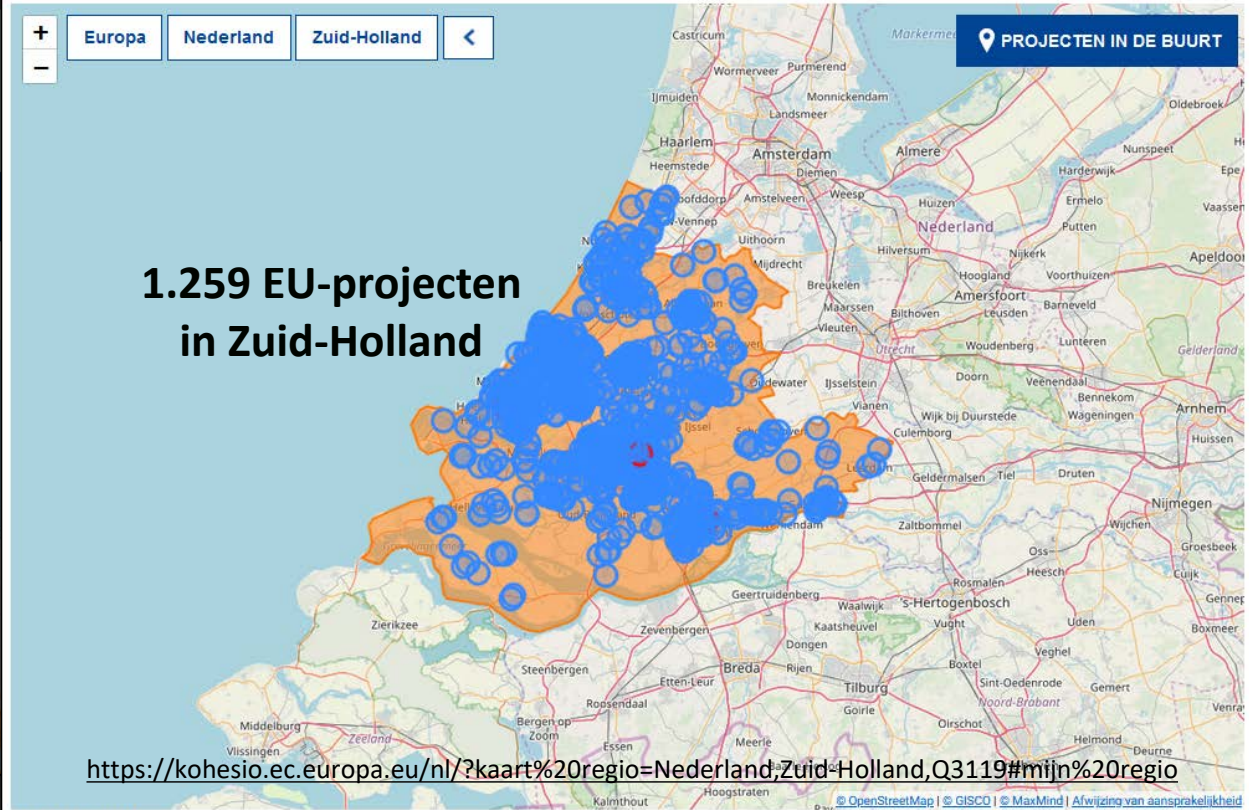 +
−
Europa
Nederland
Zuid-Holland
<
PROJECTEN IN DE BUURT
1.259 EU-projecten
in Zuid-Holland
Castricum
Wormerveer
Purmerend
IJmuiden
Monnickendam
Landsmeer
Oldebroek
Haarlem
Amsterdam
Almere
Nunspeet
Heemstede
Diemen
Harderwijk
Epe
Amstelveen
Weesp
Huizen
Ermelo
Vaassen
Nederland
Putten
Uithoorn
Hilversum
Nijkerk
Apeldoor
Mijdrecht
Breukelen
Hoogland
Voorthuizen
Amersfoort
Maarssen
Bilthoven
Leusden
Barneveld
Vleuten
Utrecht
Woudenberg
Lunteren
Gelderland
IJsselstein
Doorn
Veenendaal
Vianen
Bennekom
Wijk bij Duurstede
Wageningen
Arnhem
Culemborg
Huissen
Geldermalsen
Tiel
Druten
Nijmegen
Zaltbommel
Wijchen
Oss
Groesbeek
Heesch
Cuijk
Rosmalen
Geertruidenberg
Waalwijk
's-Hertogenbosch
Gennep
Zierikzee
Zevenbergen
Kaatsheuvel
Vught
Uden
Boxmeer
Dongen
Veghel
Steenbergen
Breda
Rijen
Boxtel
Etten-Leur
Tilburg
Sint-Oedenrode
Gemert
Roosendaal
Goirle
Noord-Brabant
Venra
Middelburg
Bergen op
Zoom
Oirschot
Zeeland
Essen
Meerle
Helmond
Vlissingen
Deurne
https://kohesio.ec.europa.eu/nl/?kaart%20regio=Nederland,Zuid-Holland,Q3119#mijn%20regio
Kalmthout
Hoogstraten
© OpenStreetMap | © GISCO | © MaxMind | Afwijzing van aansprakelijkheid